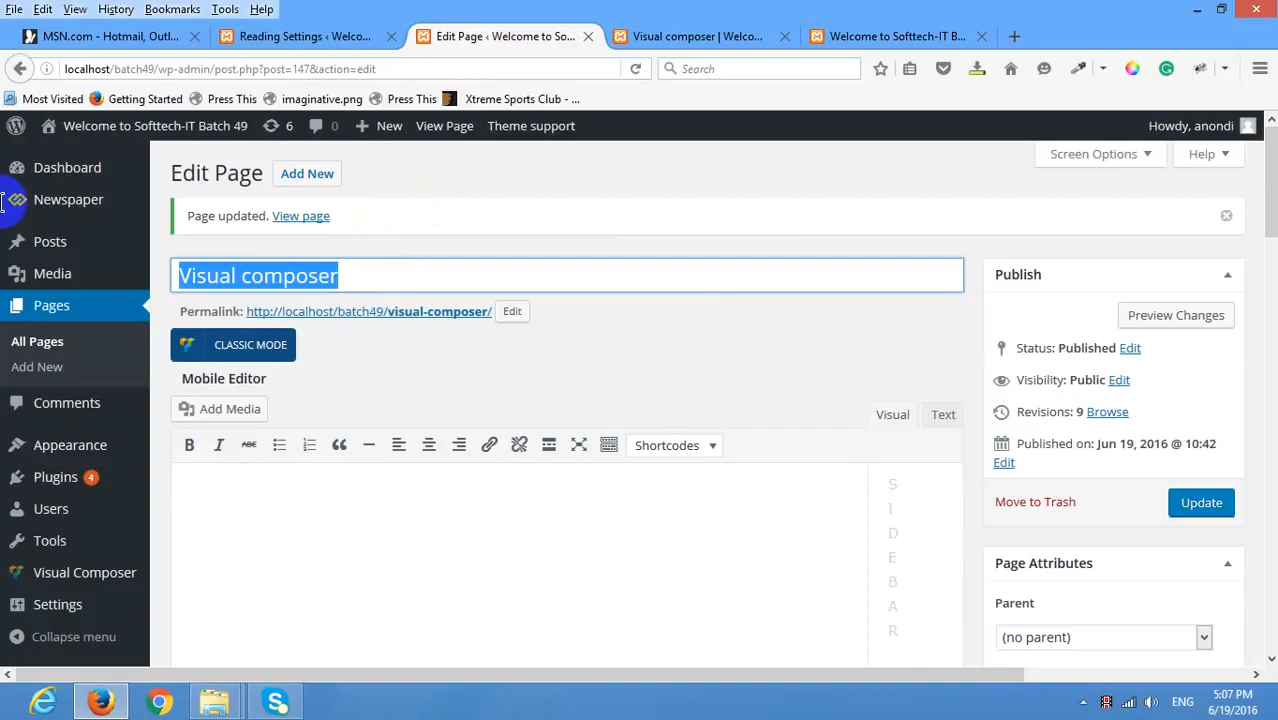 File Edit View History Bookmarks Tools Help
MSN.com - Hotmail, Outl... Reading Settings ‹ Welco... Edit Page ‹ Welcome to So... Visual composer | Welco... Welcome to Softtech-IT B...
localhost/batch49/wp-admin/post.php?post=147&action=edit Search
Most Visited Getting Started Press This imaginative.png Press This Xtreme Sports Club - ...
Welcome to Softtech-IT Batch 49 6 0 New View Page Theme support Howdy, anondi
Screen Options Help
Edit Page Add New
Page updated. View page
Dashboard
Newspaper
Posts
Media
Pages
All Pages
Add New
Comments
Appearance
Plugins 4
Users
Tools
Visual Composer
Settings
Collapse menu
Visual composer
Permalink: http://localhost/batch49/visual-composer/ Edit
CLASSIC MODE
Mobile Editor
Add Media
Visual Text
B I ABC Shortcodes
S
I
D
E
B
A
R
Publish
Preview Changes
Status: Published Edit
Visibility: Public Edit
Revisions: 9 Browse
Published on: Jun 19, 2016 @ 10:42
Edit
Move to Trash Update
Page Attributes
Parent
(no parent)
ENG
5:07 PM
6/19/2016